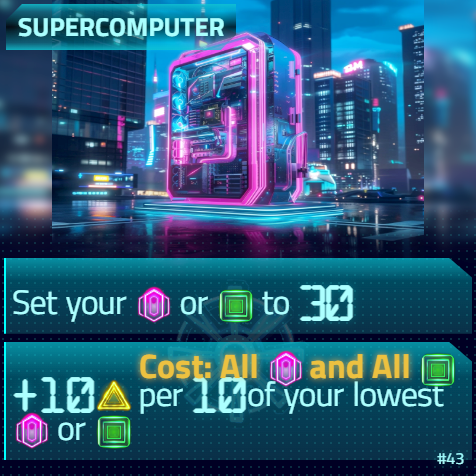 SUPERCOMPUTER
Set your or to 30
Cost: All and All
+10 per 10 of your lowest
or
#43